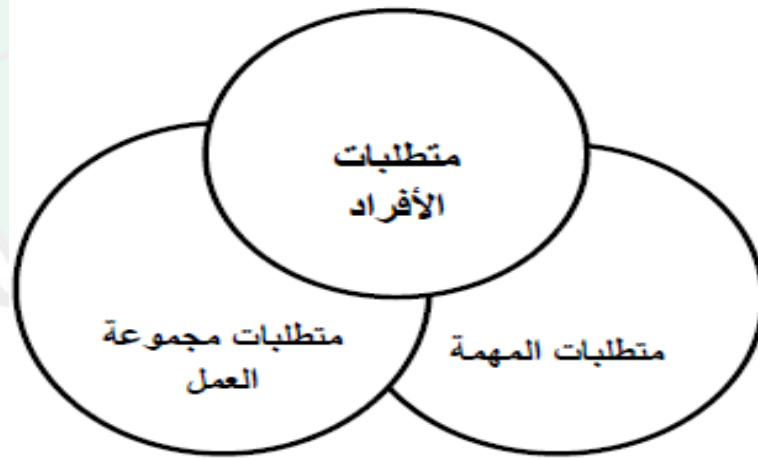 متطلبات
الأفراد
متطلبات مجموعة
العمل
متطلبات المهمة